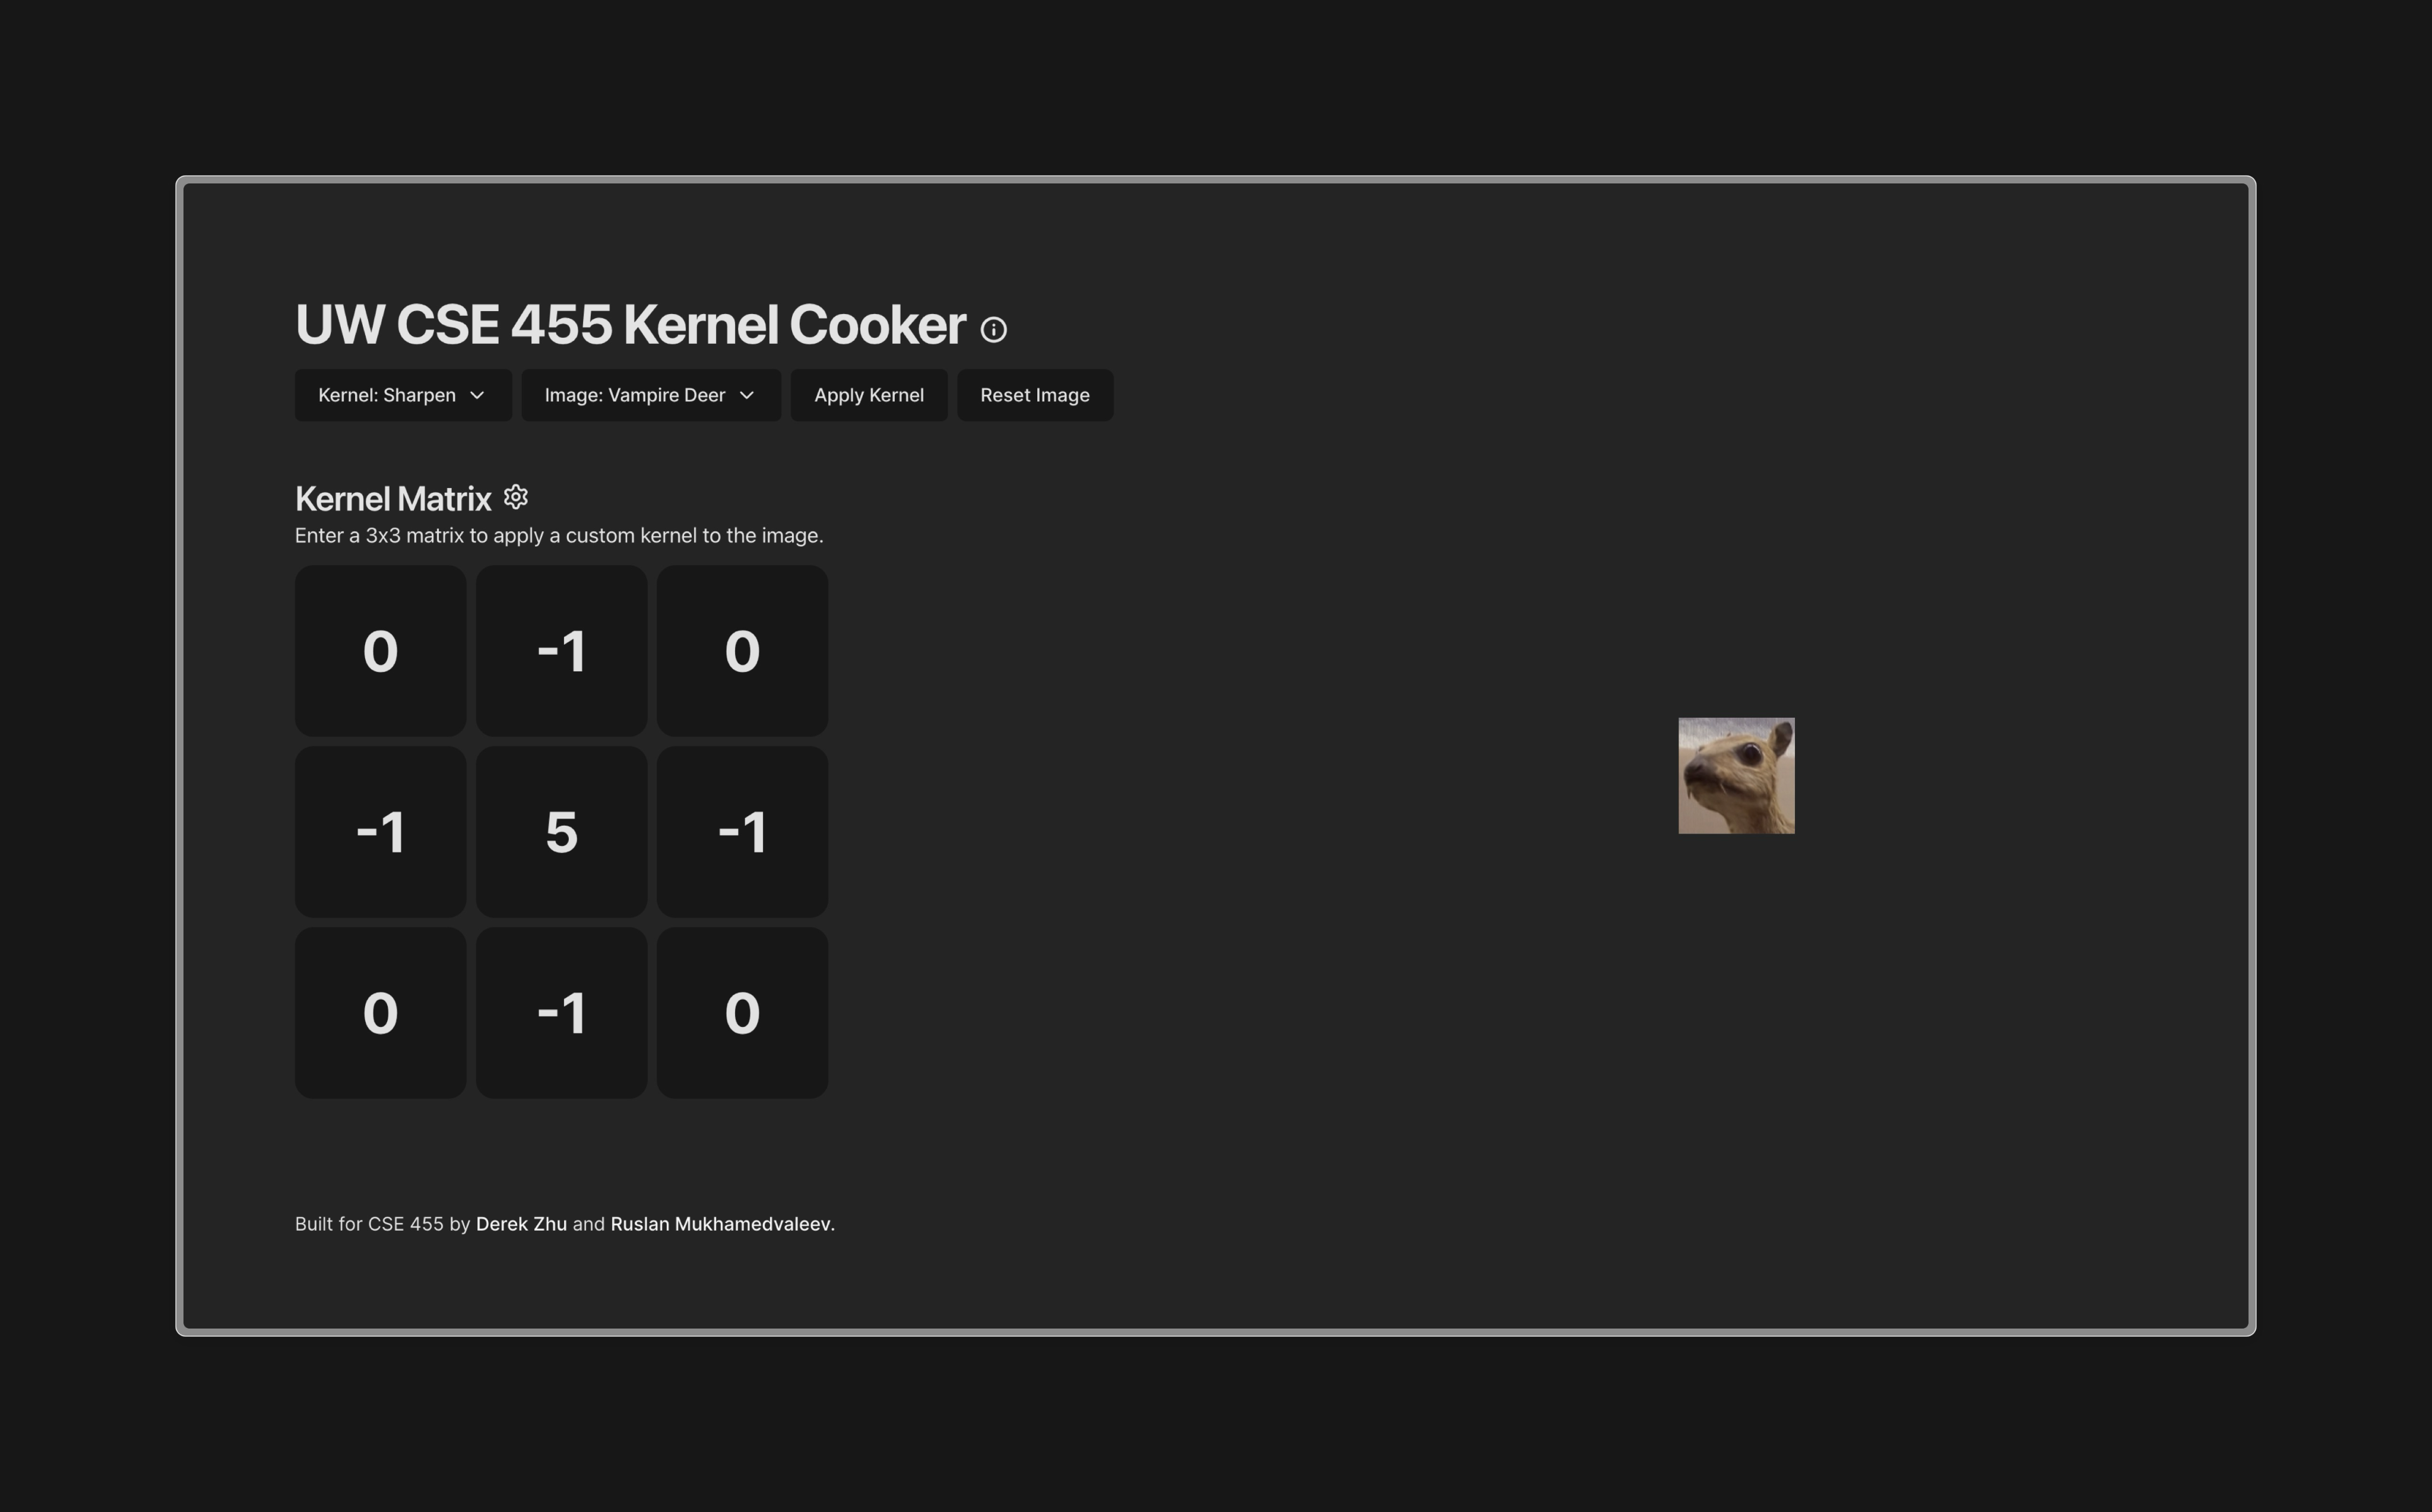 UW CSE 455 Kernel Cooker
Kernel: Sharpen
Image: Vampire Deer
Apply Kernel
Reset Image
Kernel Matrix
Enter a 3x3 matrix to apply a custom kernel to the image.
0 -1 0
-1 5 -1
0 -1 0
Built for CSE 455 by Derek Zhu and Ruslan Mukhamedvaleev.